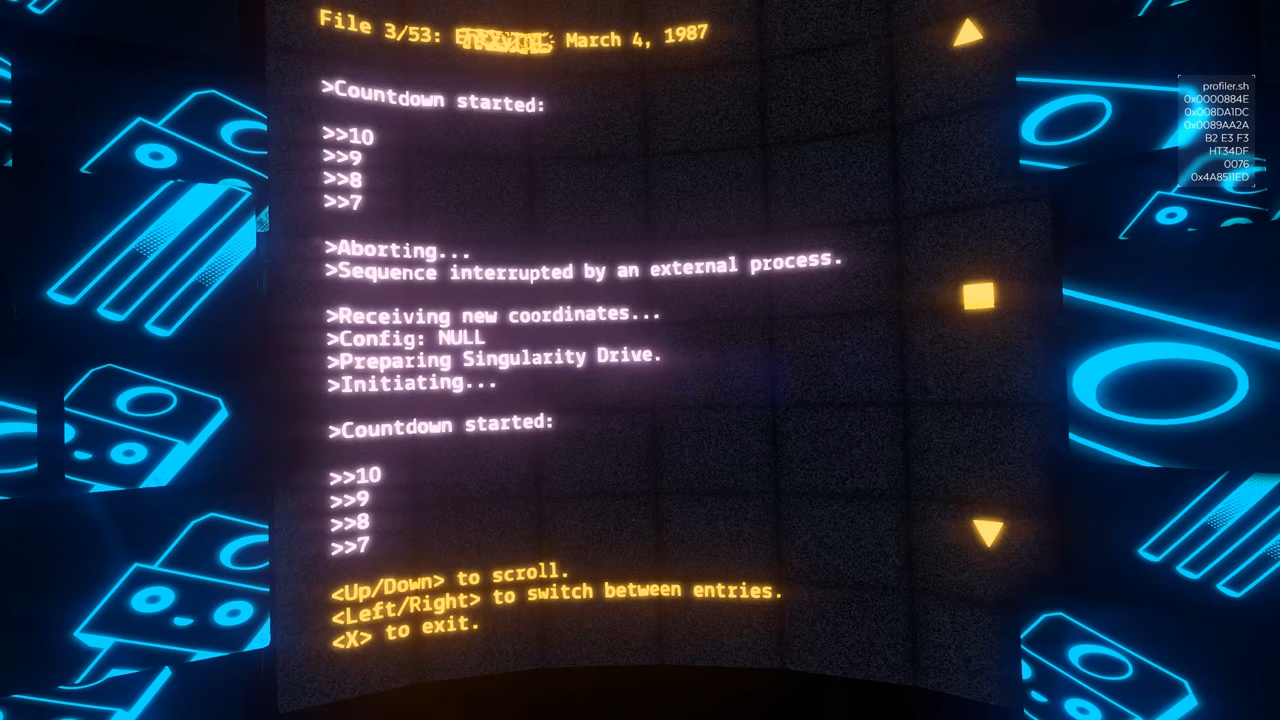 File 3/53: March 4, 1987
>Countdown started:
>>10
>>9
>>8
>>7
>Aborting...
>Sequence interrupted by an external process.
>Receiving new coordinates...
>Config: NULL
>Preparing Singularity Drive.
>Initiating...
>Countdown started:
>>10
>>9
>>8
>>7
<Up/Down> to scroll.
<Left/Right> to switch between entries.
<X> to exit.
profiler.sh
0x0000884E
0x008DA1DC
0x0089AA2A
B2 E3 F3
HT34DF
0076
0x4A8511ED